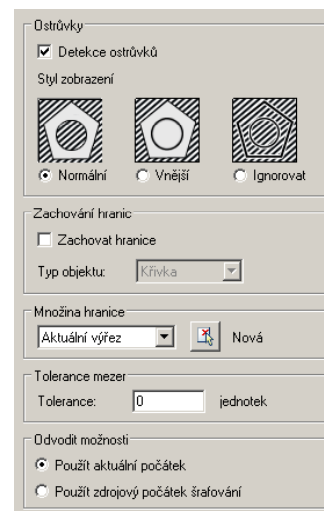 Ostrůvky
Detekce ostrůvků
Styl zobrazení
Normální Vnější Ignorovat
Zachování hranic
Zachovat hranice
Typ objektu: Křivka
Množina hranice
Aktuální výřez Nová
Tolerance mezer
Tolerance: 0 jednotek
Odvodit možnosti
Použít aktuální počátek
Použít zdrojový počátek šrafování